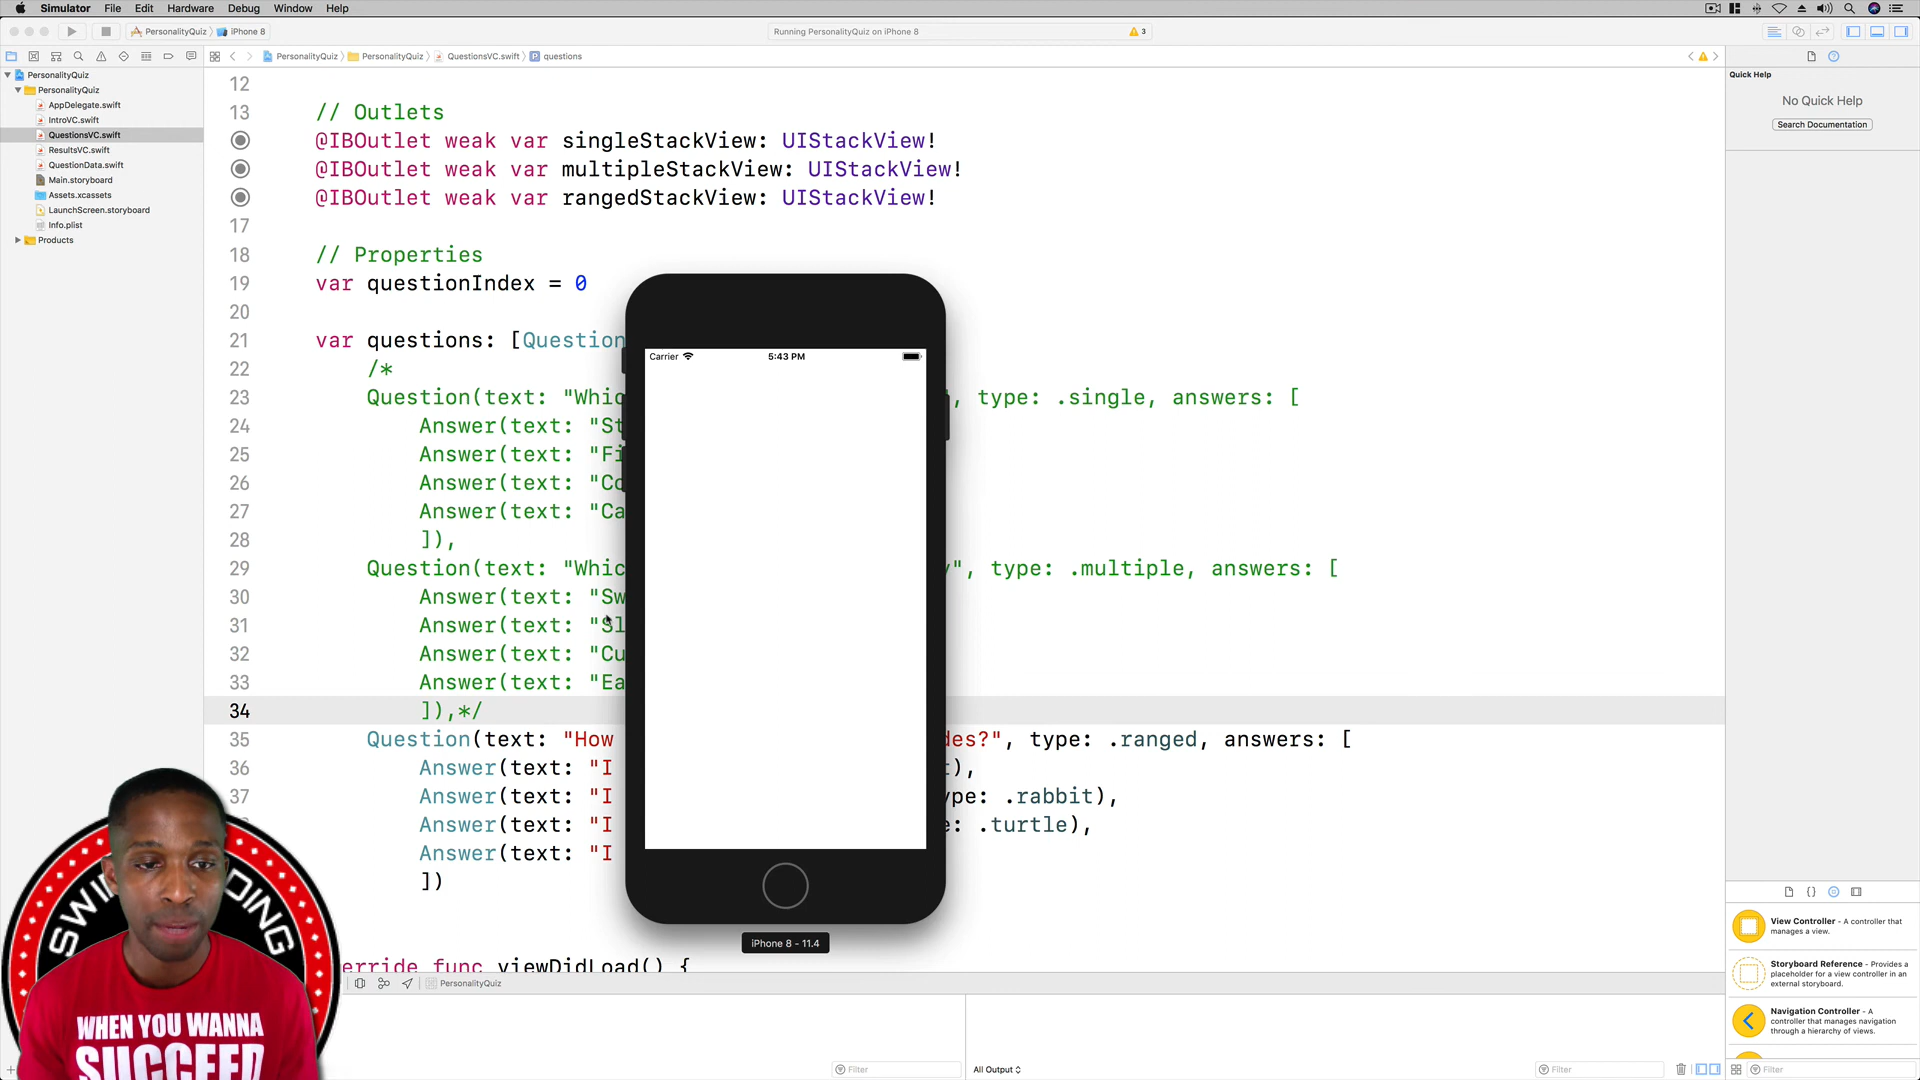 Simulator File Edit Hardware Debug Window Help
PersonalityQuiz iPhone 8
Running PersonalityQuiz on iPhone 8
3
PersonalityQuiz PersonalityQuiz QuestionsVC.swift questions
PersonalityQuiz
PersonalityQuiz
AppDelegate.swift
IntroVC.swift
QuestionsVC.swift
ResultsVC.swift
QuestionData.swift
Main.storyboard
Assets.xcassets
LaunchScreen.storyboard
Info.plist
Products
12
13 // Outlets
@IBOutlet weak var singleStackView: UIStackView!
@IBOutlet weak var multipleStackView: UIStackView!
@IBOutlet weak var rangedStackView: UIStackView!
17
18 // Properties
19 var questionIndex = 0
20
21 var questions: [Question
22 /*
23 Question(text: "Whic , type: .single, answers: [
24 Answer(text: "St
25 Answer(text: "Fi
26 Answer(text: "Co
27 Answer(text: "Ca
28 ]),
29 Question(text: "Whic y", type: .multiple, answers: [
30 Answer(text: "Sw
31 Answer(text: "Sl
32 Answer(text: "Cu
33 Answer(text: "Ea
34 ]),*/
35 Question(text: "How des?", type: .ranged, answers: [
36 Answer(text: "I t),
37 Answer(text: "I ype: .rabbit),
Answer(text: "I e: .turtle),
Answer(text: "I
])
erride func viewDidLoad() {
Carrier 5:43 PM
iPhone 8 - 11.4
PersonalityQuiz
Filter
All Output
Filter
Quick Help
No Quick Help
Search Documentation
View Controller - A controller that
manages a view.
Storyboard Reference - Provides a
placeholder for a view controller in an
external storyboard.
Navigation Controller - A
controller that manages navigation
through a hierarchy of views.
Filter
WHEN YOU WANNA
SUCCEED